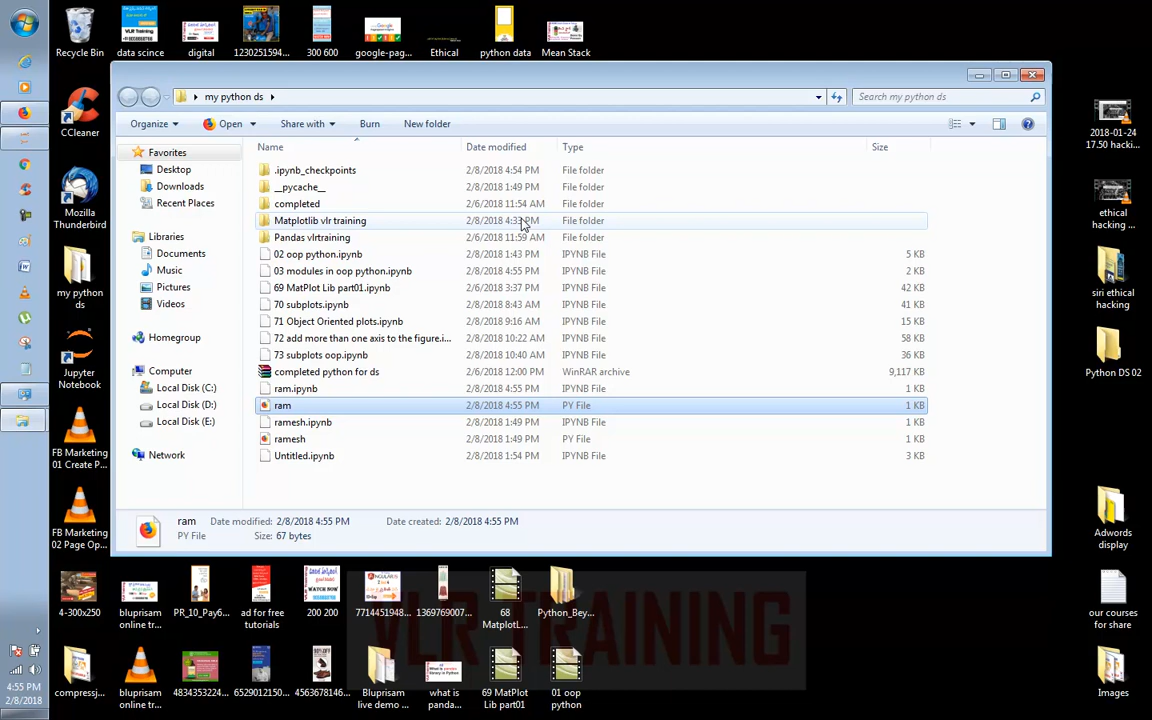 Recycle Bin
data scince
digital
1230251594...
300 600
google-pag...
Ethical
python data
Mean Stack
my python ds
Search my python ds
Organize
Open
Share with
Burn
New folder
Name
Date modified
Type
Size
Favorites
Desktop
Downloads
Recent Places
Libraries
Documents
Music
Pictures
Videos
Homegroup
Computer
Local Disk (C:)
Local Disk (D:)
Local Disk (E:)
Network
.ipynb_checkpoints 2/8/2018 4:54 PM File folder
__pycache__ 2/8/2018 1:49 PM File folder
completed 2/6/2018 11:54 AM File folder
Matplotlib vlr training 2/8/2018 4:33 PM File folder
Pandas vlrtraining 2/6/2018 11:59 AM File folder
02 oop python.ipynb 2/8/2018 1:43 PM IPYNB File 5 KB
03 modules in oop python.ipynb 2/8/2018 4:55 PM IPYNB File 2 KB
69 MatPlot Lib part01.ipynb 2/6/2018 3:37 PM IPYNB File 42 KB
70 subplots.ipynb 2/8/2018 8:43 AM IPYNB File 41 KB
71 Object Oriented plots.ipynb 2/8/2018 9:16 AM IPYNB File 15 KB
72 add more than one axis to the figure.i... 2/8/2018 10:22 AM IPYNB File 58 KB
73 subplots oop.ipynb 2/8/2018 10:40 AM IPYNB File 36 KB
completed python for ds 2/6/2018 12:00 PM WinRAR archive 9,117 KB
ram.ipynb 2/8/2018 4:55 PM IPYNB File 1 KB
ram 2/8/2018 4:55 PM PY File 1 KB
ramesh.ipynb 2/8/2018 1:49 PM IPYNB File 1 KB
ramesh 2/8/2018 1:49 PM PY File 1 KB
Untitled.ipynb 2/8/2018 1:54 PM IPYNB File 3 KB
ram Date modified: 2/8/2018 4:55 PM Date created: 2/8/2018 4:55 PM
PY File Size: 67 bytes
CCleaner
Mozilla
Thunderbird
my python
ds
Jupyter
Notebook
FB Marketing
01 Create P...
FB Marketing
02 Page Op...
2018-01-24
17.50 hacki...
ethical
hacking ...
siri ethical
hacking
Python DS 02
Adwords
display
our courses
for share
Images
4-300x250
bluprisam
online tr...
PR_10_Pay6...
ad for free
tutorials
200 200
7714451948...
1369769007...
68
MatplotL...
Python_Bey...
VLR TRAINING
compressj...
bluprisam
online tr...
4834353224...
6529012150...
4563678146...
Bluprisam
live demo ...
what is
panda...
69 MatPlot
Lib part01
01 oop
python
4:55 PM
2/8/2018